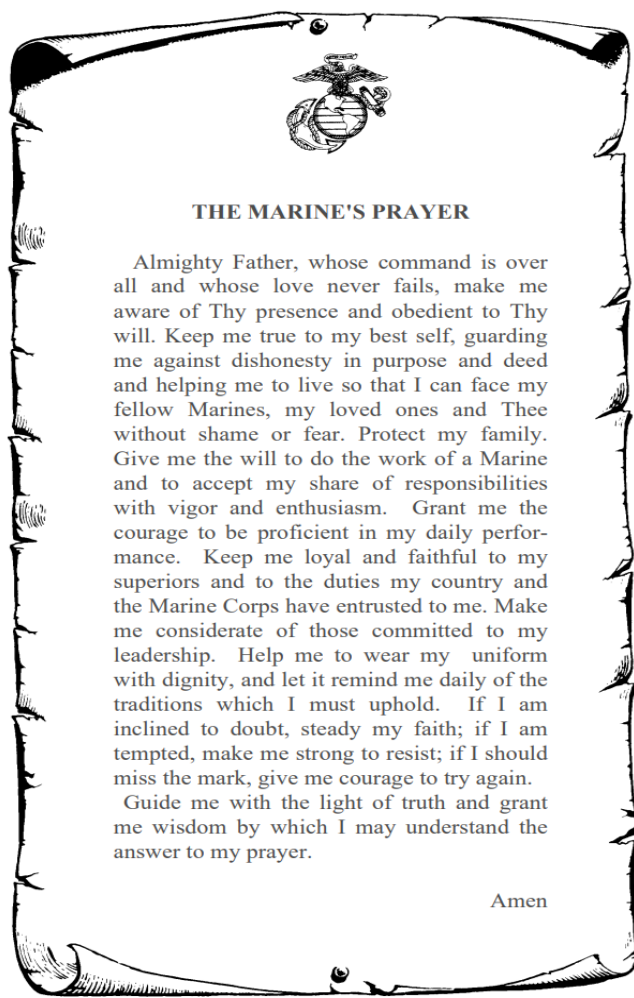 THE MARINE'S PRAYER
Almighty Father, whose command is over
all and whose love never fails, make me
aware of Thy presence and obedient to Thy
will. Keep me true to my best self, guarding
me against dishonesty in purpose and deed
and helping me to live so that I can face my
fellow Marines, my loved ones and Thee
without shame or fear. Protect my family.
Give me the will to do the work of a Marine
and to accept my share of responsibilities
with vigor and enthusiasm. Grant me the
courage to be proficient in my daily perfor-
mance. Keep me loyal and faithful to my
superiors and to the duties my country and
the Marine Corps have entrusted to me. Make
me considerate of those committed to my
leadership. Help me to wear my uniform
with dignity, and let it remind me daily of the
traditions which I must uphold. If I am
inclined to doubt, steady my faith; if I am
tempted, make me strong to resist; if I should
miss the mark, give me courage to try again.
Guide me with the light of truth and grant
me wisdom by which I may understand the
answer to my prayer.
Amen